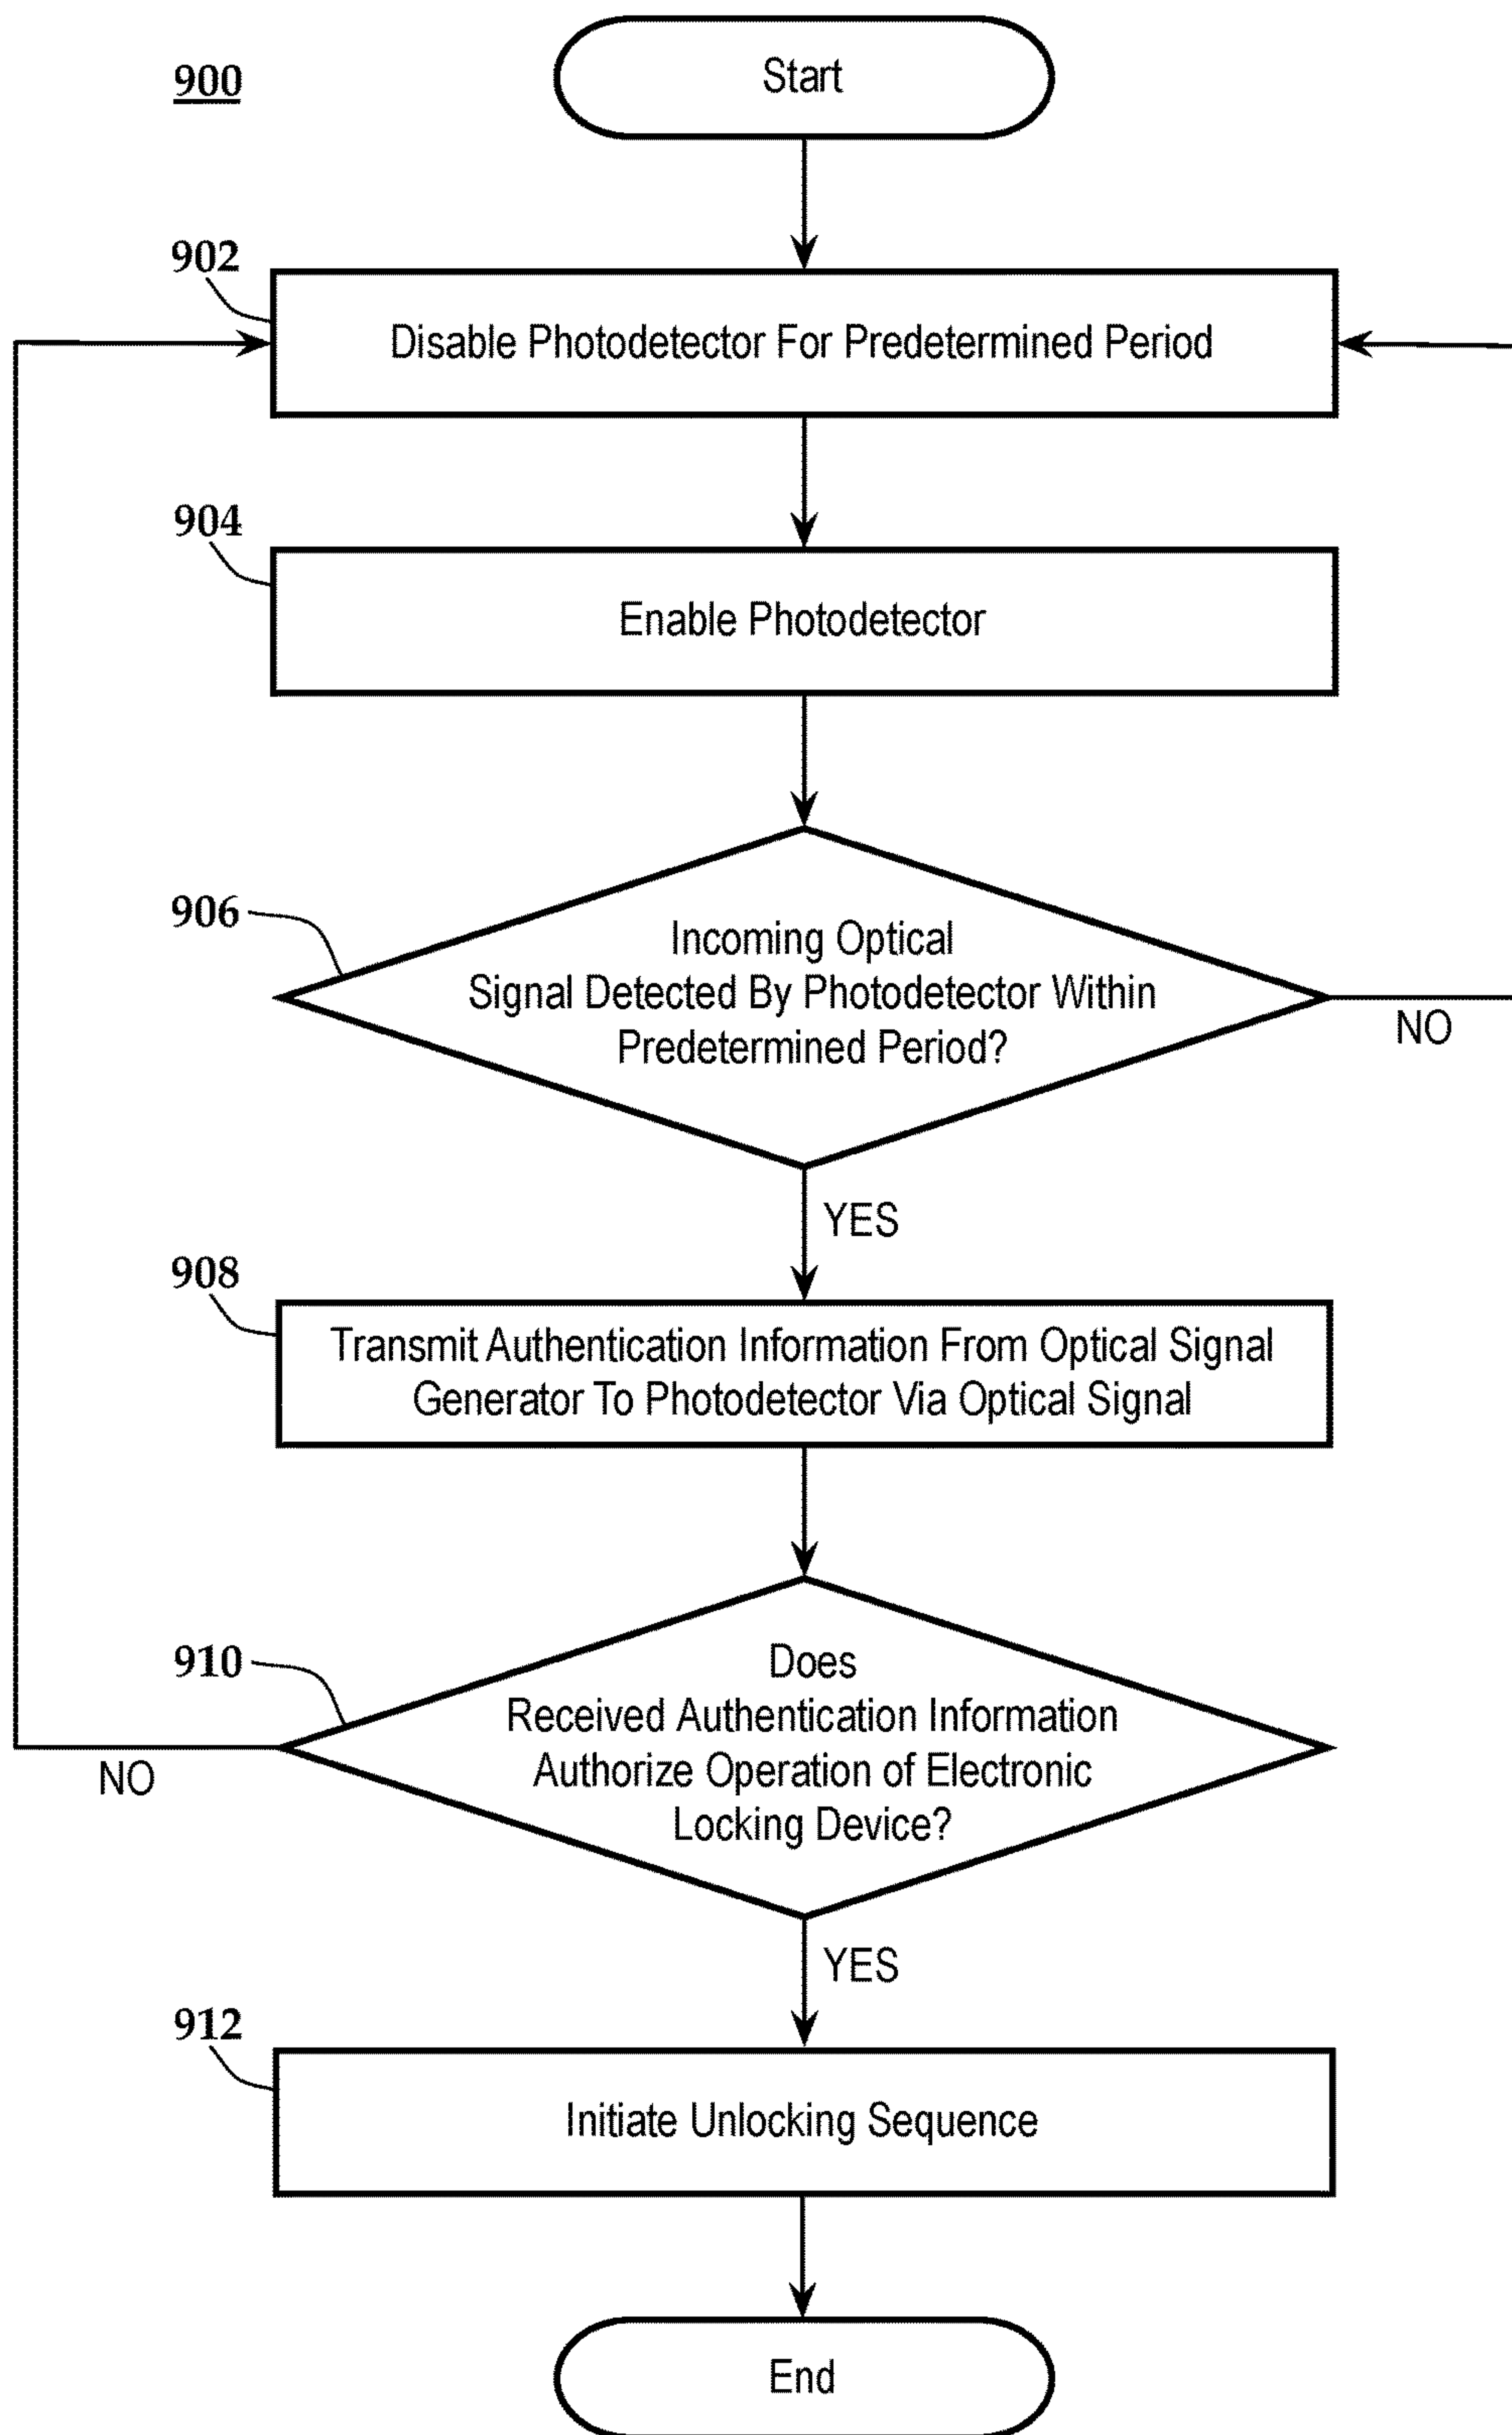 900
Start
902
Disable Photodetector For Predetermined Period
904
Enable Photodetector
906
Incoming Optical
Signal Detected By Photodetector Within
Predetermined Period?
NO
YES
908
Transmit Authentication Information From Optical Signal
Generator To Photodetector Via Optical Signal
910
Does
Received Authentication Information
Authorize Operation of Electronic
Locking Device?
NO
YES
912
Initiate Unlocking Sequence
End